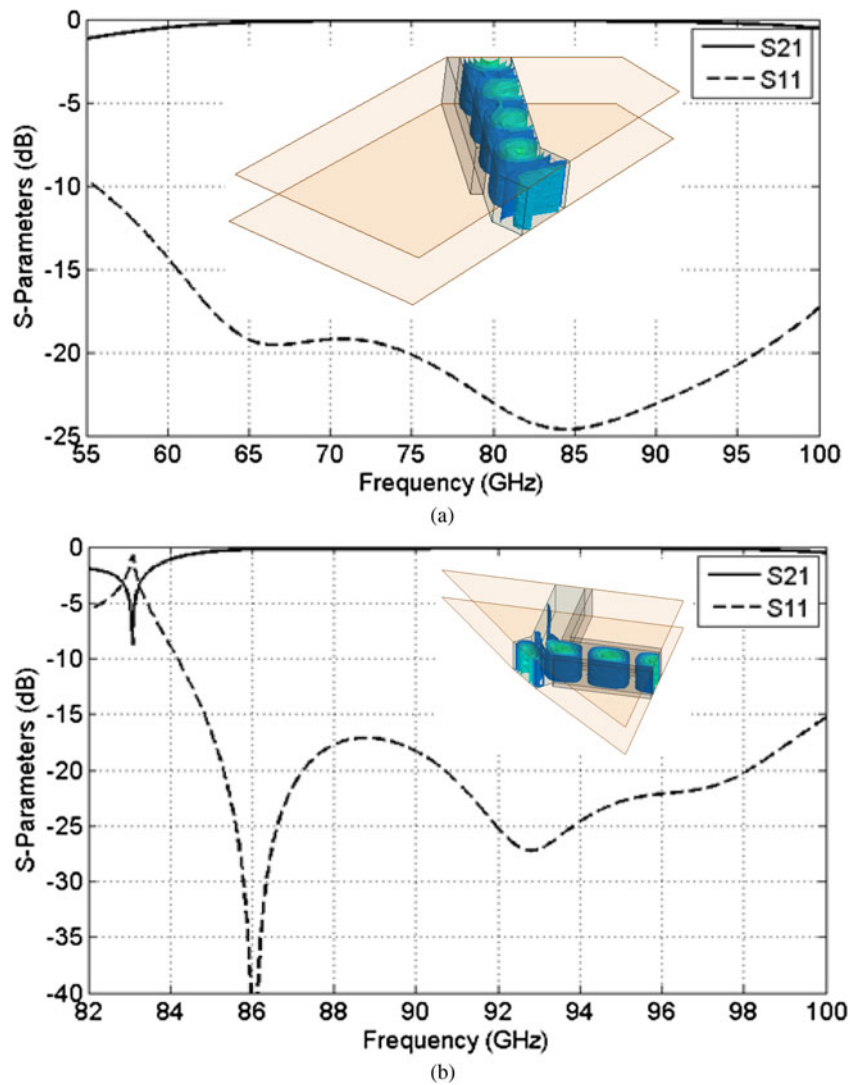 0
-5
-10
-15
-20
-25
S-Parameters (dB)
S21
S11
55 60 65 70 75 80 85 90 95 100
Frequency (GHz)
(a)
0
-5
-10
-15
-20
-25
-30
-35
-40
S-Parameters (dB)
S21
S11
82 84 86 88 90 92 94 96 98 100
Frequency (GHz)
(b)